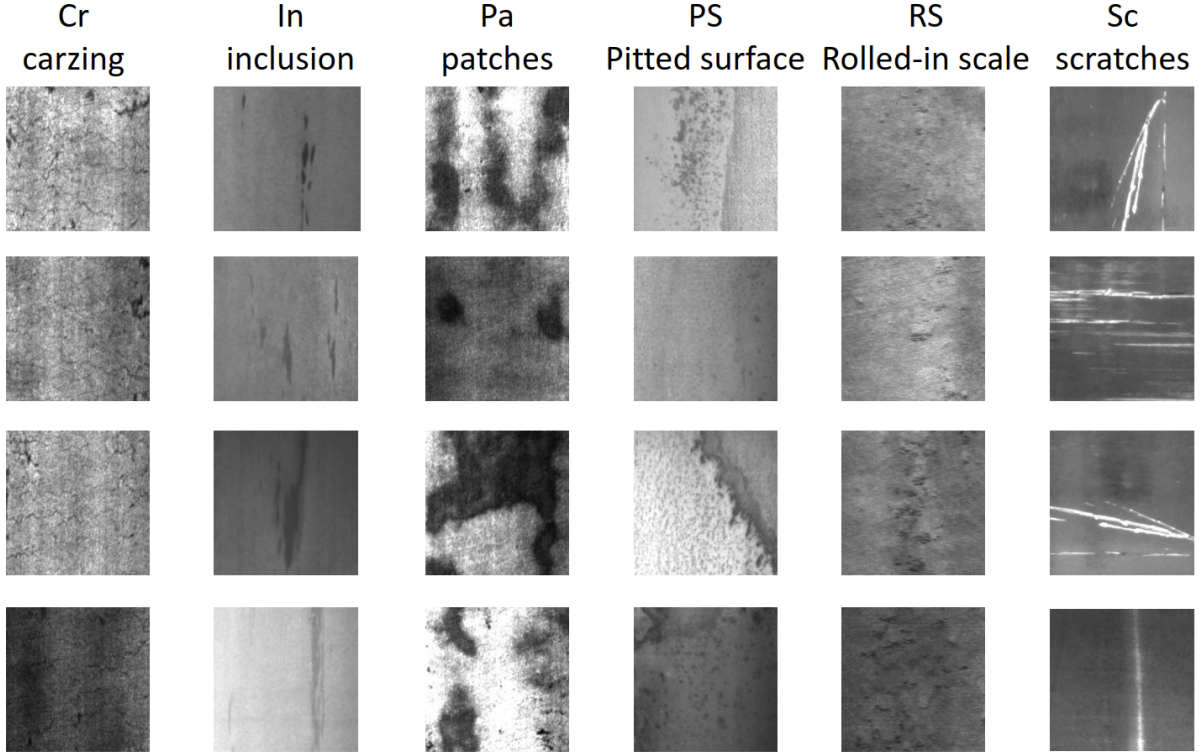 Cr In Pa PS RS Sc
carzing inclusion patches Pitted surface Rolled-in scale scratches